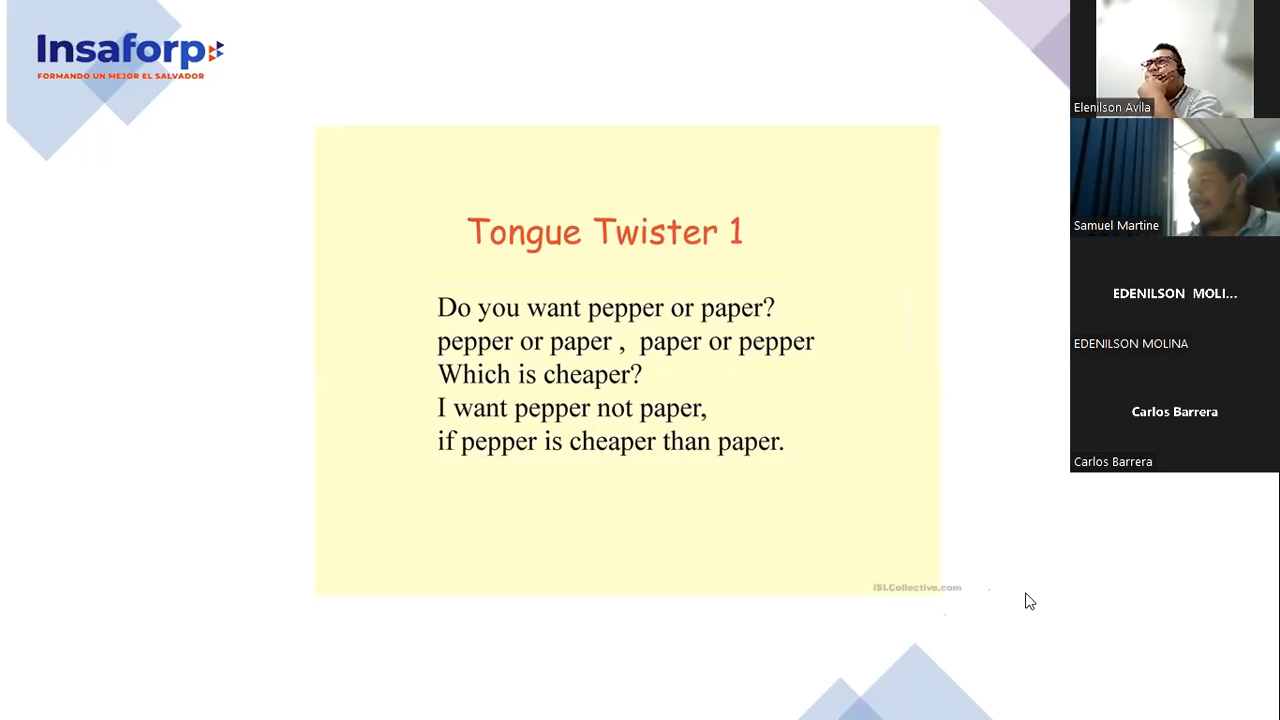 Insaforp
FORMANDO UN MEJOR EL SALVADOR
Tongue Twister 1
Do you want pepper or paper?
pepper or paper , paper or pepper
Which is cheaper?
I want pepper not paper,
if pepper is cheaper than paper.
iSLCollective.com
Elenilson Avila
Samuel Martine
EDENILSON MOLI...
EDENILSON MOLINA
Carlos Barrera
Carlos Barrera